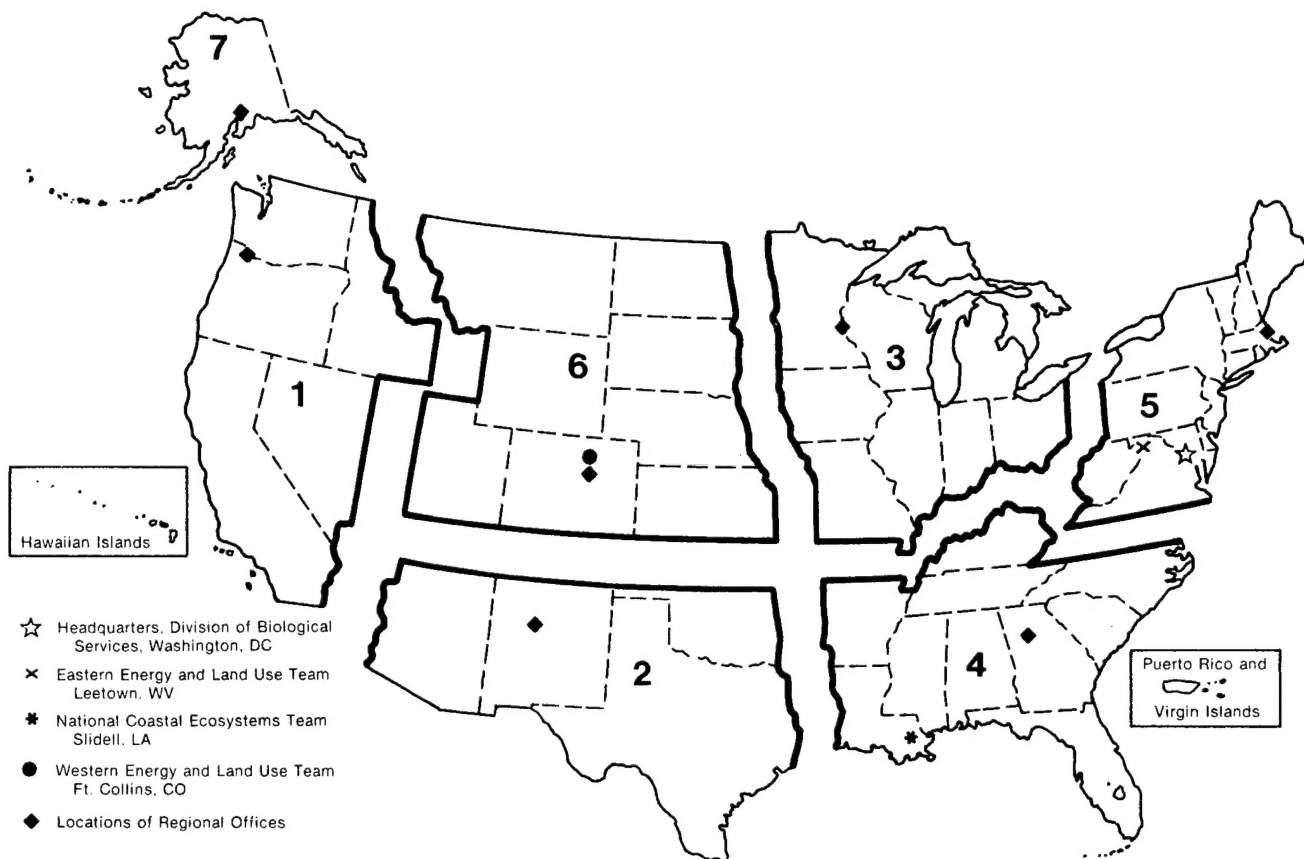 7
1
6
3
5
2
4
Hawaiian Islands
Puerto Rico and
Virgin Islands
Headquarters, Division of Biological
Services, Washington, DC
Eastern Energy and Land Use Team
Leetown, WV
National Coastal Ecosystems Team
Slidell, LA
Western Energy and Land Use Team
Ft. Collins, CO
Locations of Regional Offices